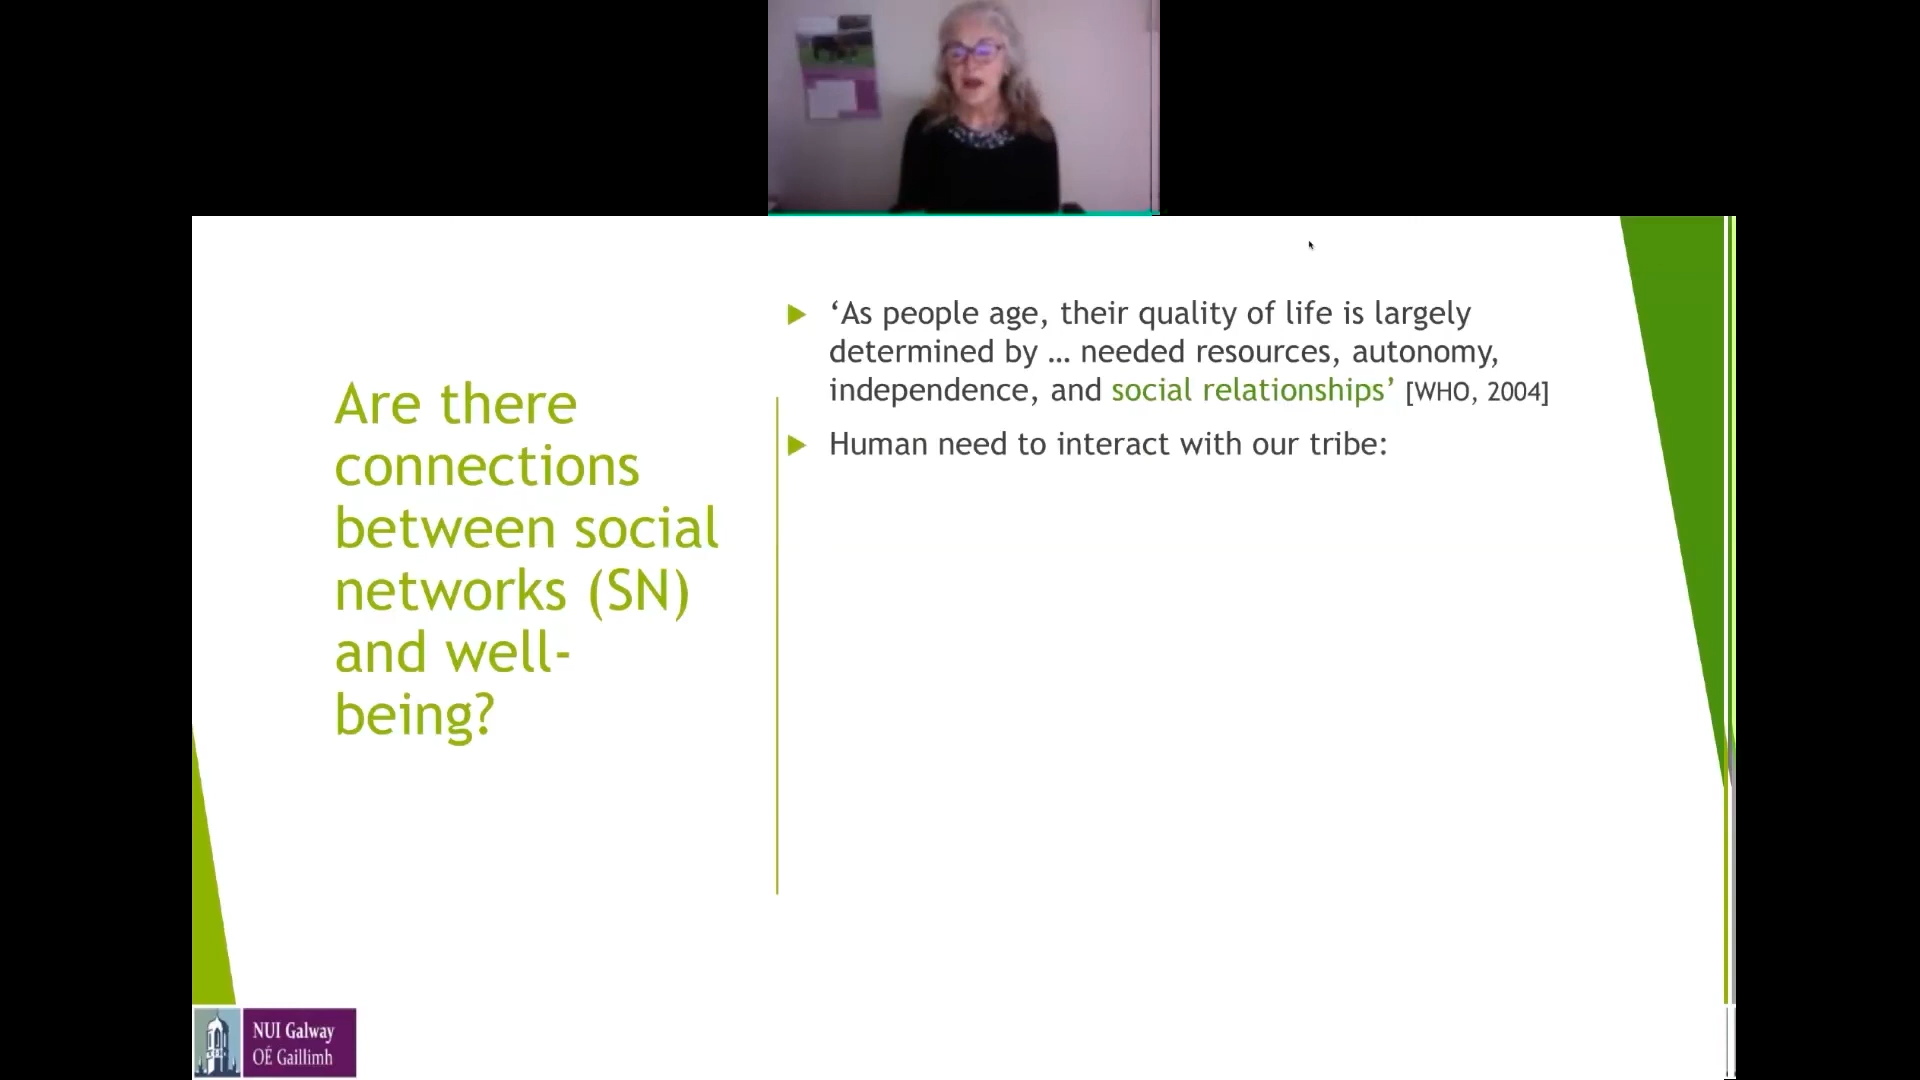 Are there
connections
between social
networks (SN)
and well-
being?
‘As people age, their quality of life is largely
determined by … needed resources, autonomy,
independence, and social relationships’ [WHO, 2004]
Human need to interact with our tribe:
NUI Galway
OÉ Gaillimh